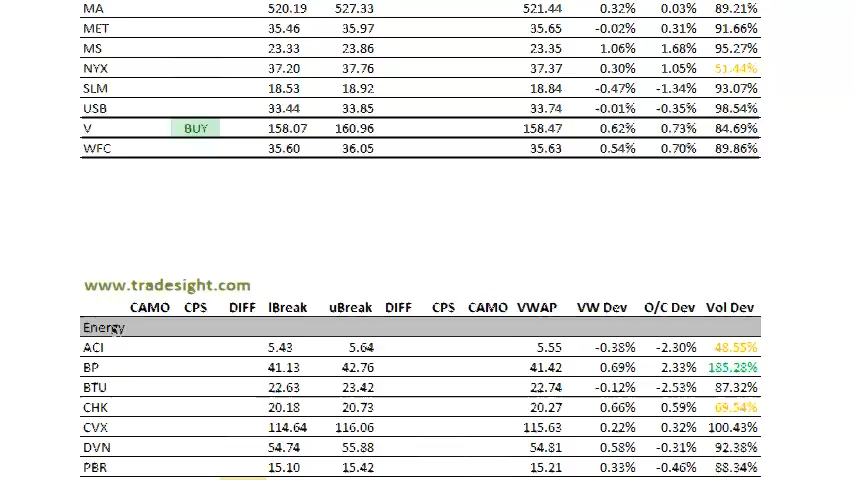 MA 520.19 527.33 521.44 0.32% 0.03% 89.21%
MET 35.46 35.97 35.65 -0.02% 0.31% 91.66%
MS 23.33 23.86 23.35 1.06% 1.68% 95.27%
NYX 37.20 37.76 37.37 0.30% 1.05% 51.44%
SLM 18.53 18.92 18.84 -0.47% -1.34% 93.07%
USB 33.44 33.85 33.74 -0.01% -0.35% 98.54%
V BUY 158.07 160.96 158.47 0.62% 0.73% 84.69%
WFC 35.60 36.05 35.63 0.54% 0.70% 89.86%
www.tradesight.com
CAMO CPS DIFF lBreak uBreak DIFF CPS CAMO VWAP VW Dev O/C Dev Vol Dev
Energy
ACI 5.43 5.64 5.55 -0.38% -2.30% 48.55%
BP 41.13 42.76 41.42 0.69% 2.33% 185.28%
BTU 22.63 23.42 22.74 -0.12% -2.53% 87.32%
CHK 20.18 20.73 20.27 0.66% 0.59% 69.54%
CVX 114.64 116.06 115.63 0.22% 0.32% 100.43%
DVN 54.74 55.88 54.81 0.58% -0.31% 92.38%
PBR 15.10 15.42 15.21 0.33% -0.46% 88.34%